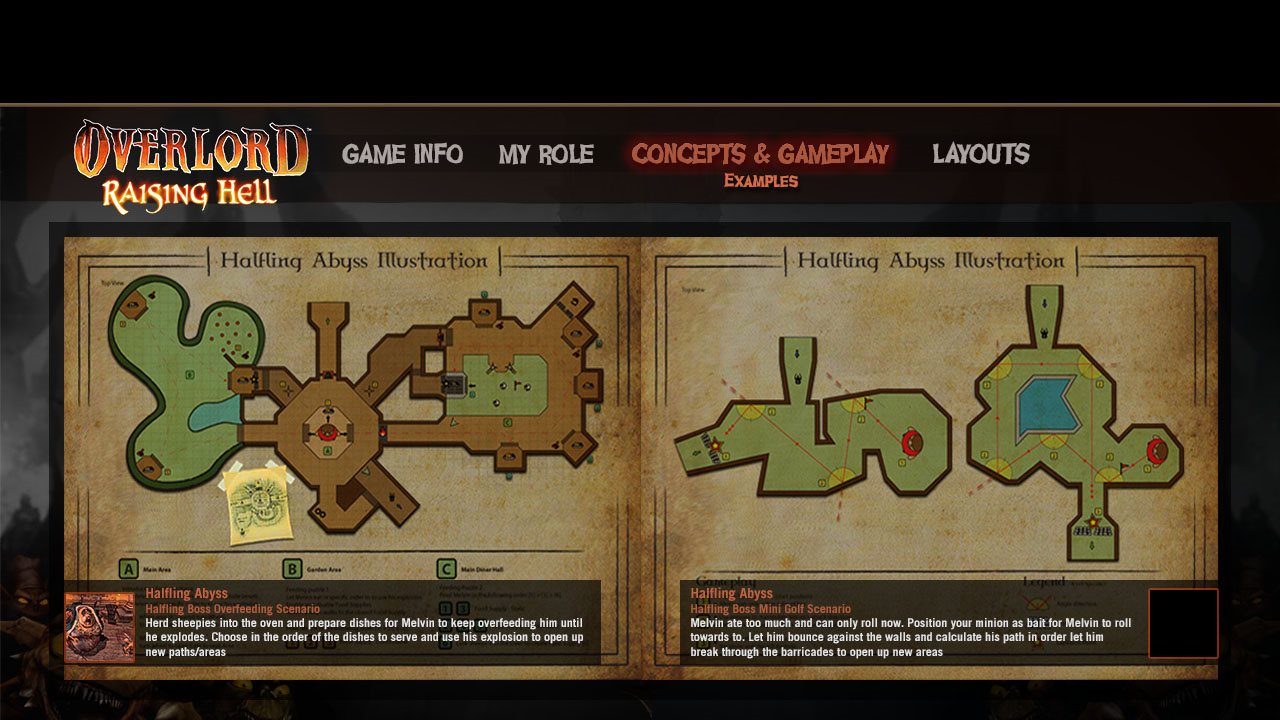 OVERLORD™
RAISING HELL
GAME INFO
MY ROLE
CONCEPTS & GAMEPLAY
EXAMPLES
LAYOUTS
Halfling Abyss Illustration
Top View
A Main Area
B Garden Area
C Main Diner Hall
Halfling Abyss
Halfling Boss Overfeeding Scenario
Herd sheepies into the oven and prepare dishes for Melvin to keep overfeeding him until
he explodes. Choose in the order of the dishes to serve and use his explosion to open up
new paths/areas
Halfling Abyss Illustration
Top View
Gameplay
Legend
Halfling Abyss
Halfling Boss Mini Golf Scenario
Melvin ate too much and can only roll now. Position your minion as bait for Melvin to roll
towards to. Let him bounce against the walls and calculate his path in order let him
break through the barricades to open up new areas